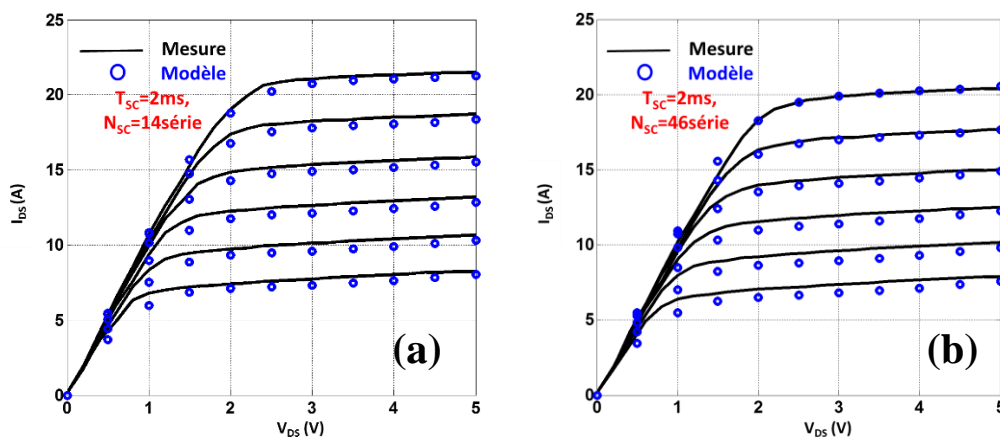 25
20
15
10
5
0
I_DS (A)
Mesure
Modèle
T_SC=2ms,
N_SC=14série
(a)
0 1 2 3 4 5
V_DS (V)
25
20
15
10
5
0
I_DS (A)
Mesure
Modèle
T_SC=2ms,
N_SC=46série
(b)
0 1 2 3 4 5
V_DS (V)